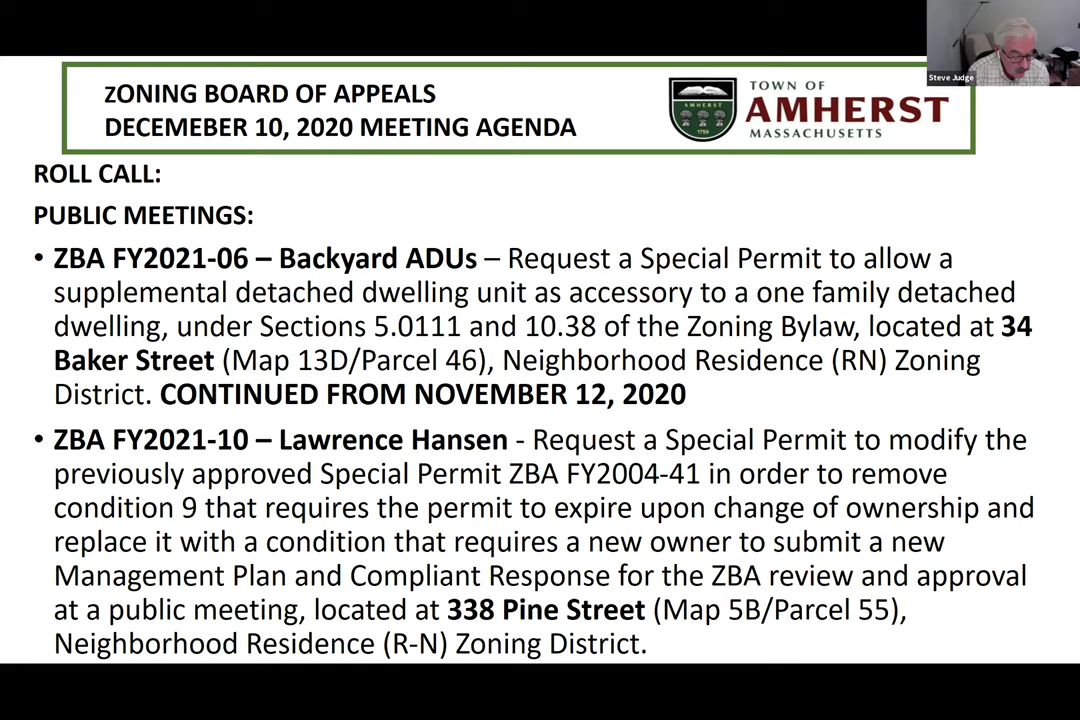 Steve Judge
ZONING BOARD OF APPEALS
DECEMEBER 10, 2020 MEETING AGENDA
AMHERST
1759
TOWN OF
AMHERST
MASSACHUSETTS
ROLL CALL:
PUBLIC MEETINGS:
• ZBA FY2021-06 – Backyard ADUs – Request a Special Permit to allow a
supplemental detached dwelling unit as accessory to a one family detached
dwelling, under Sections 5.0111 and 10.38 of the Zoning Bylaw, located at 34
Baker Street (Map 13D/Parcel 46), Neighborhood Residence (RN) Zoning
District. CONTINUED FROM NOVEMBER 12, 2020
• ZBA FY2021-10 – Lawrence Hansen - Request a Special Permit to modify the
previously approved Special Permit ZBA FY2004-41 in order to remove
condition 9 that requires the permit to expire upon change of ownership and
replace it with a condition that requires a new owner to submit a new
Management Plan and Compliant Response for the ZBA review and approval
at a public meeting, located at 338 Pine Street (Map 5B/Parcel 55),
Neighborhood Residence (R-N) Zoning District.